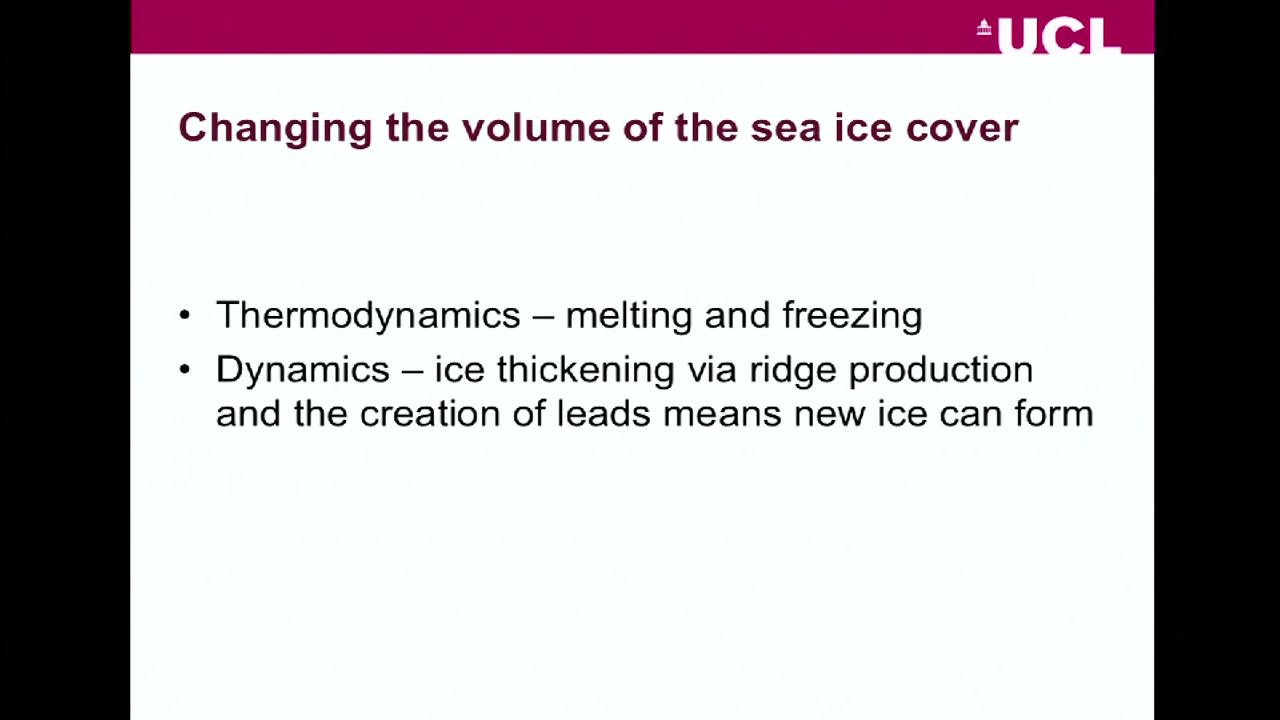 UCL
Changing the volume of the sea ice cover
• Thermodynamics – melting and freezing
• Dynamics – ice thickening via ridge production
and the creation of leads means new ice can form